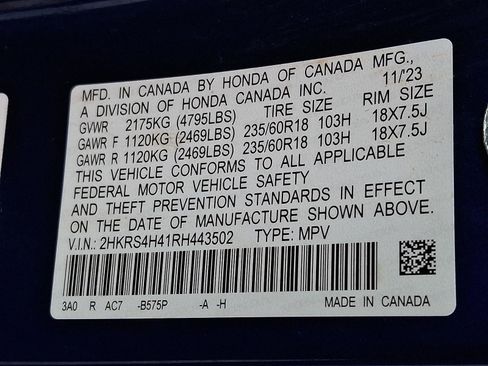 MFD. IN CANADA BY HONDA OF CANADA MFG.,
A DIVISION OF HONDA CANADA INC. 11/'23
GVWR 2175KG (4795LBS) TIRE SIZE RIM SIZE
GAWR F 1120KG (2469LBS) 235/60R18 103H 18X7.5J
GAWR R 1120KG (2469LBS) 235/60R18 103H 18X7.5J
THIS VEHICLE CONFORMS TO ALL APPLICABLE
FEDERAL MOTOR VEHICLE SAFETY
AND THEFT PREVENTION STANDARDS IN EFFECT
ON THE DATE OF MANUFACTURE SHOWN ABOVE.
V.I.N.: 2HKRS4H41RH443502 TYPE: MPV
3A0 R AC7 -B575P -A -H MADE IN CANADA